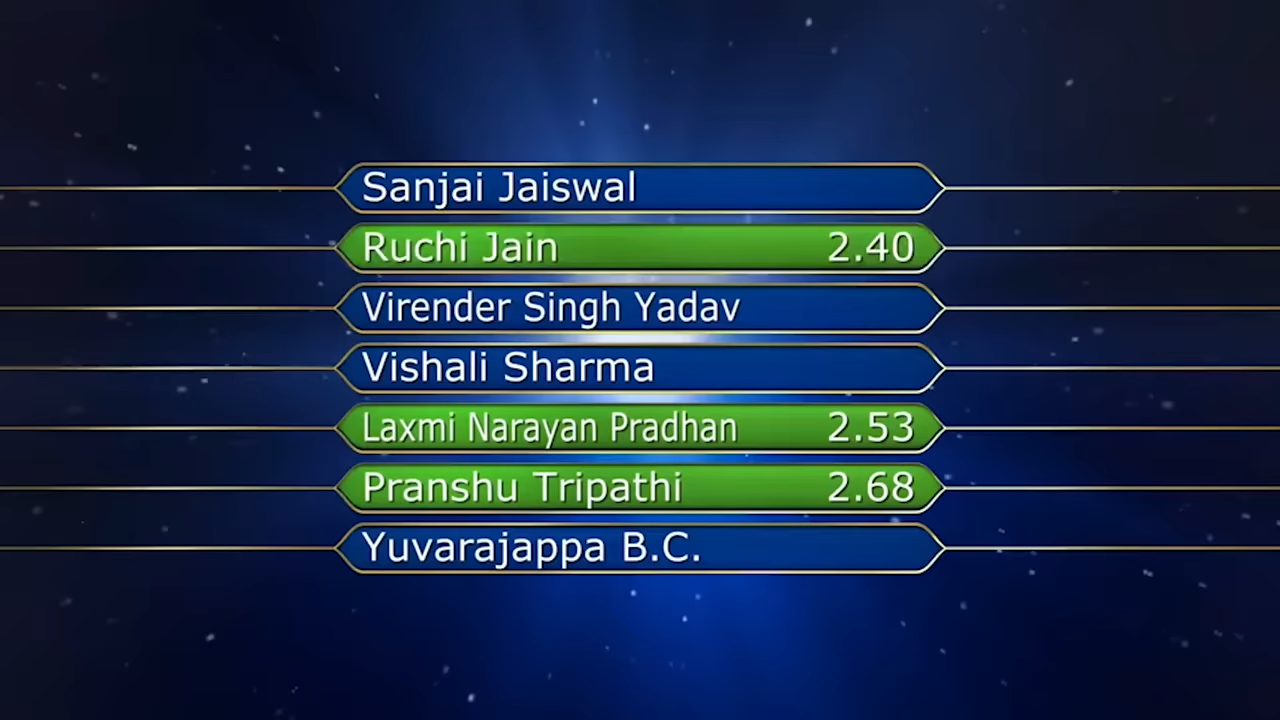 Sanjai Jaiswal
Ruchi Jain 2.40
Virender Singh Yadav
Vishali Sharma
Laxmi Narayan Pradhan 2.53
Pranshu Tripathi 2.68
Yuvarajappa B.C.